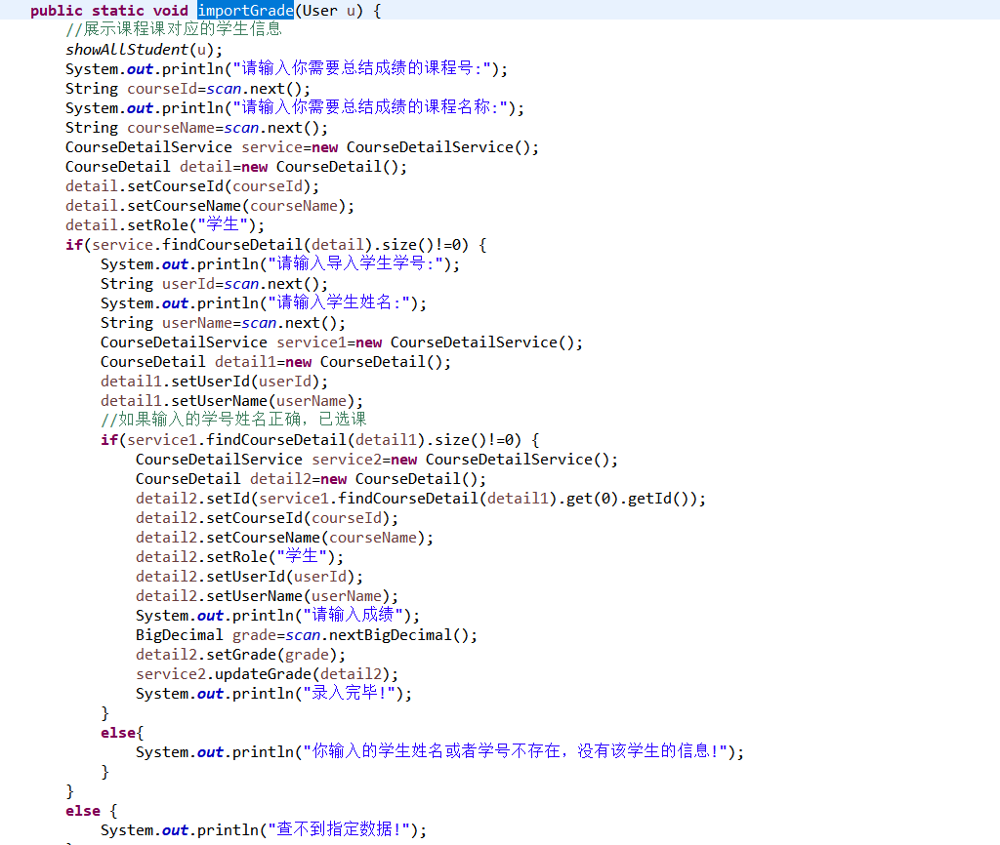 public static void importGrade(User u) {
//展示课程课对应的学生信息
showAllStudent(u);
System.out.println("请输入你需要总结成绩的课程号:");
String courseId=scan.next();
System.out.println("请输入你需要总结成绩的课程名称:");
String courseName=scan.next();
CourseDetailService service=new CourseDetailService();
CourseDetail detail=new CourseDetail();
detail.setCourseId(courseId);
detail.setCourseName(courseName);
detail.setRole("学生");
if(service.findCourseDetail(detail).size()!=0) {
System.out.println("请输入导入学生学号:");
String userId=scan.next();
System.out.println("请输入学生姓名:");
String userName=scan.next();
CourseDetailService service1=new CourseDetailService();
CourseDetail detail1=new CourseDetail();
detail1.setUserId(userId);
detail1.setUserName(userName);
//如果输入的学号姓名正确，已选课
if(service1.findCourseDetail(detail1).size()!=0) {
CourseDetailService service2=new CourseDetailService();
CourseDetail detail2=new CourseDetail();
detail2.setId(service1.findCourseDetail(detail1).get(0).getId());
detail2.setCourseId(courseId);
detail2.setCourseName(courseName);
detail2.setRole("学生");
detail2.setUserId(userId);
detail2.setUserName(userName);
System.out.println("请输入成绩");
BigDecimal grade=scan.nextBigDecimal();
detail2.setGrade(grade);
service2.updateGrade(detail2);
System.out.println("录入完毕!");
}
else{
System.out.println("你输入的学生姓名或者学号不存在，没有该学生的信息!");
}
}
else {
System.out.println("查不到指定数据!");